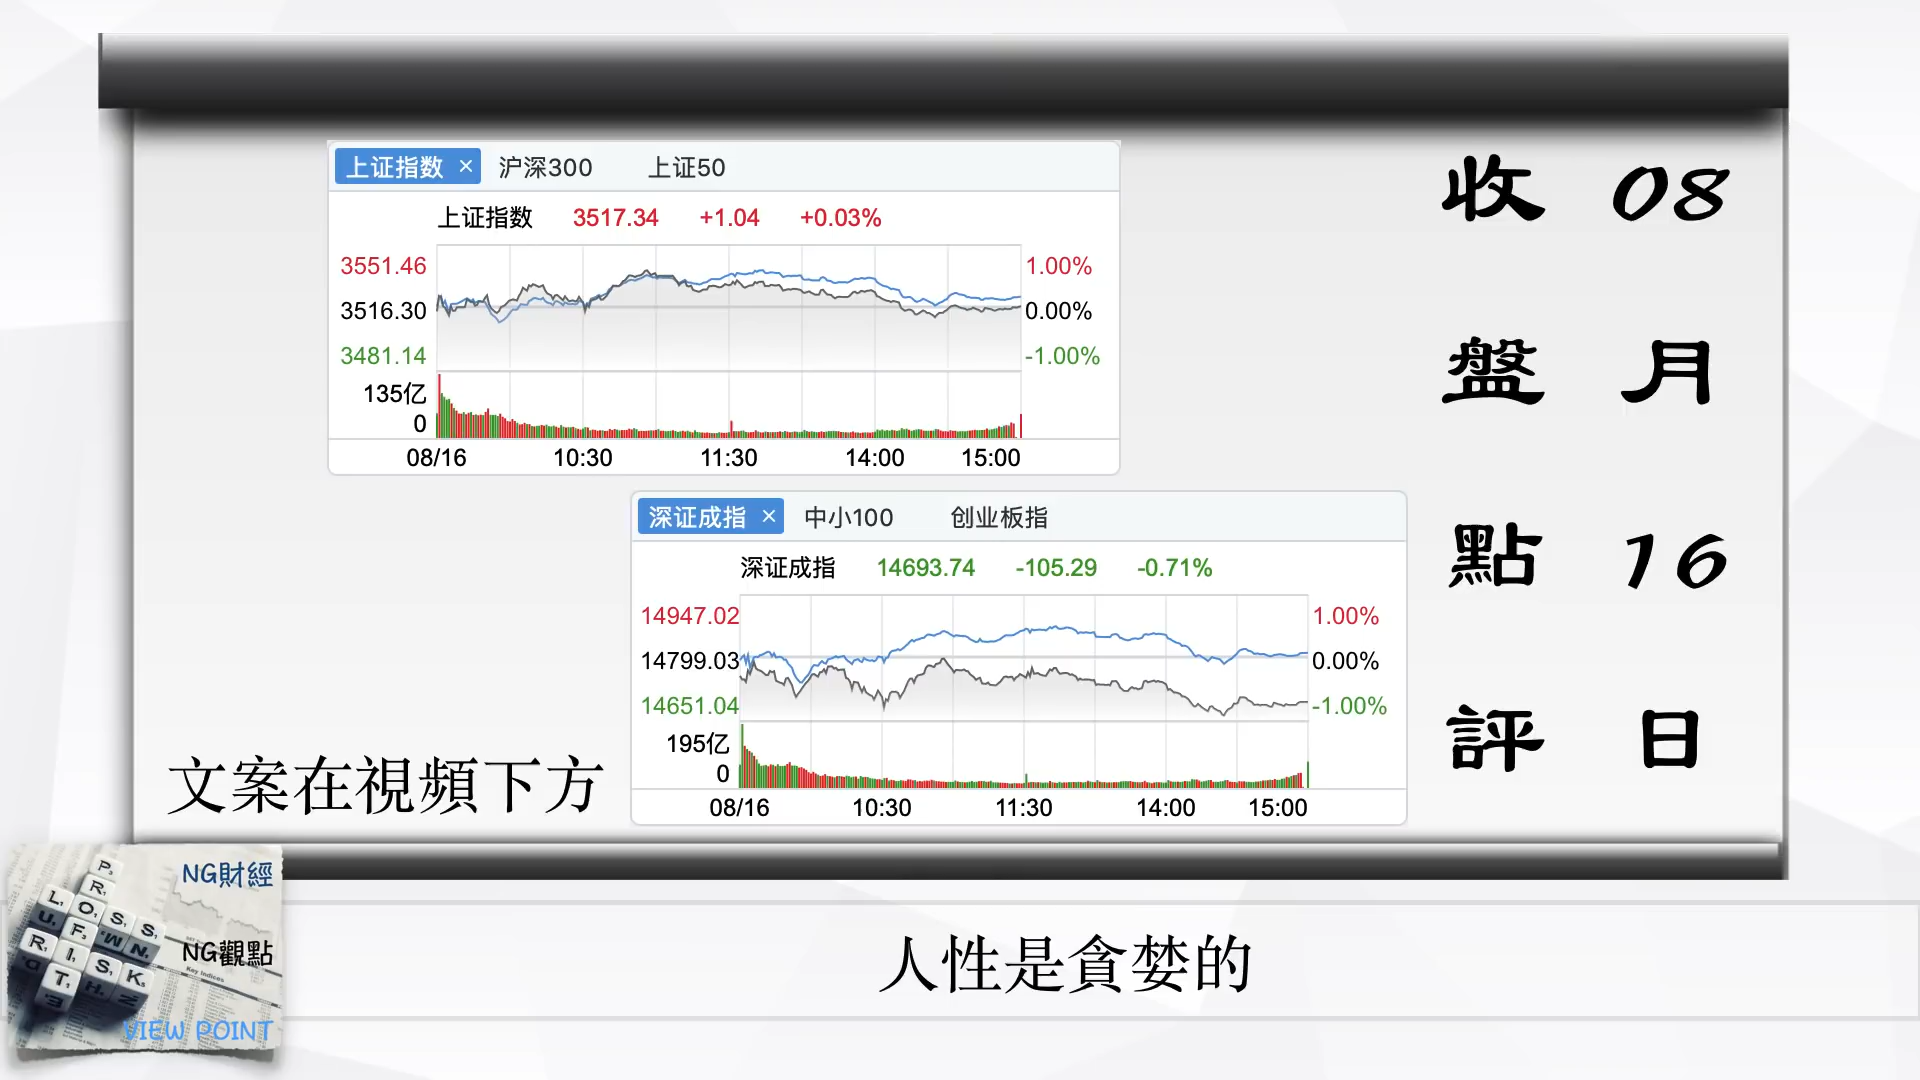 上证指数 × 沪深300 上证50
上证指数 3517.34 +1.04 +0.03%
3551.46 1.00%
3516.30 0.00%
3481.14 -1.00%
135亿
0
08/16 10:30 11:30 14:00 15:00
深证成指 × 中小100 创业板指
深证成指 14693.74 -105.29 -0.71%
14947.02 1.00%
14799.03 0.00%
14651.04 -1.00%
195亿
0
08/16 10:30 11:30 14:00 15:00
08月16日
收盤點評
文案在視頻下方
NG財經
NG觀點
VIEW POINT
人性是貪婪的